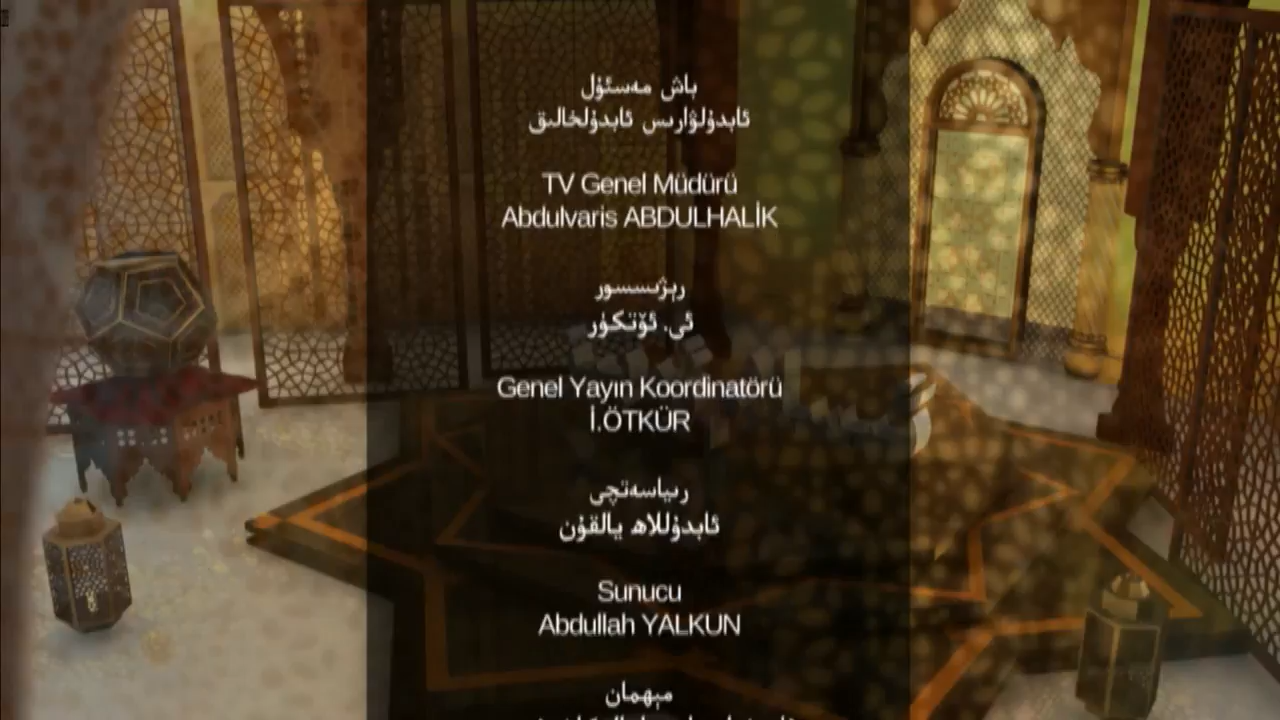 باش مەسئۇل
ئابدۇلۋارىس ئابدۇلخالىق
TV Genel Müdürü
Abdulvaris ABDULHALİK
رېژىسسور
ئى. ئۆتكۈر
Genel Yayın Koordinatörü
İ.ÖTKÜR
رىياسەتچى
ئابدۇللاھ يالقۇن
Sunucu
Abdullah YALKUN
مېھمان